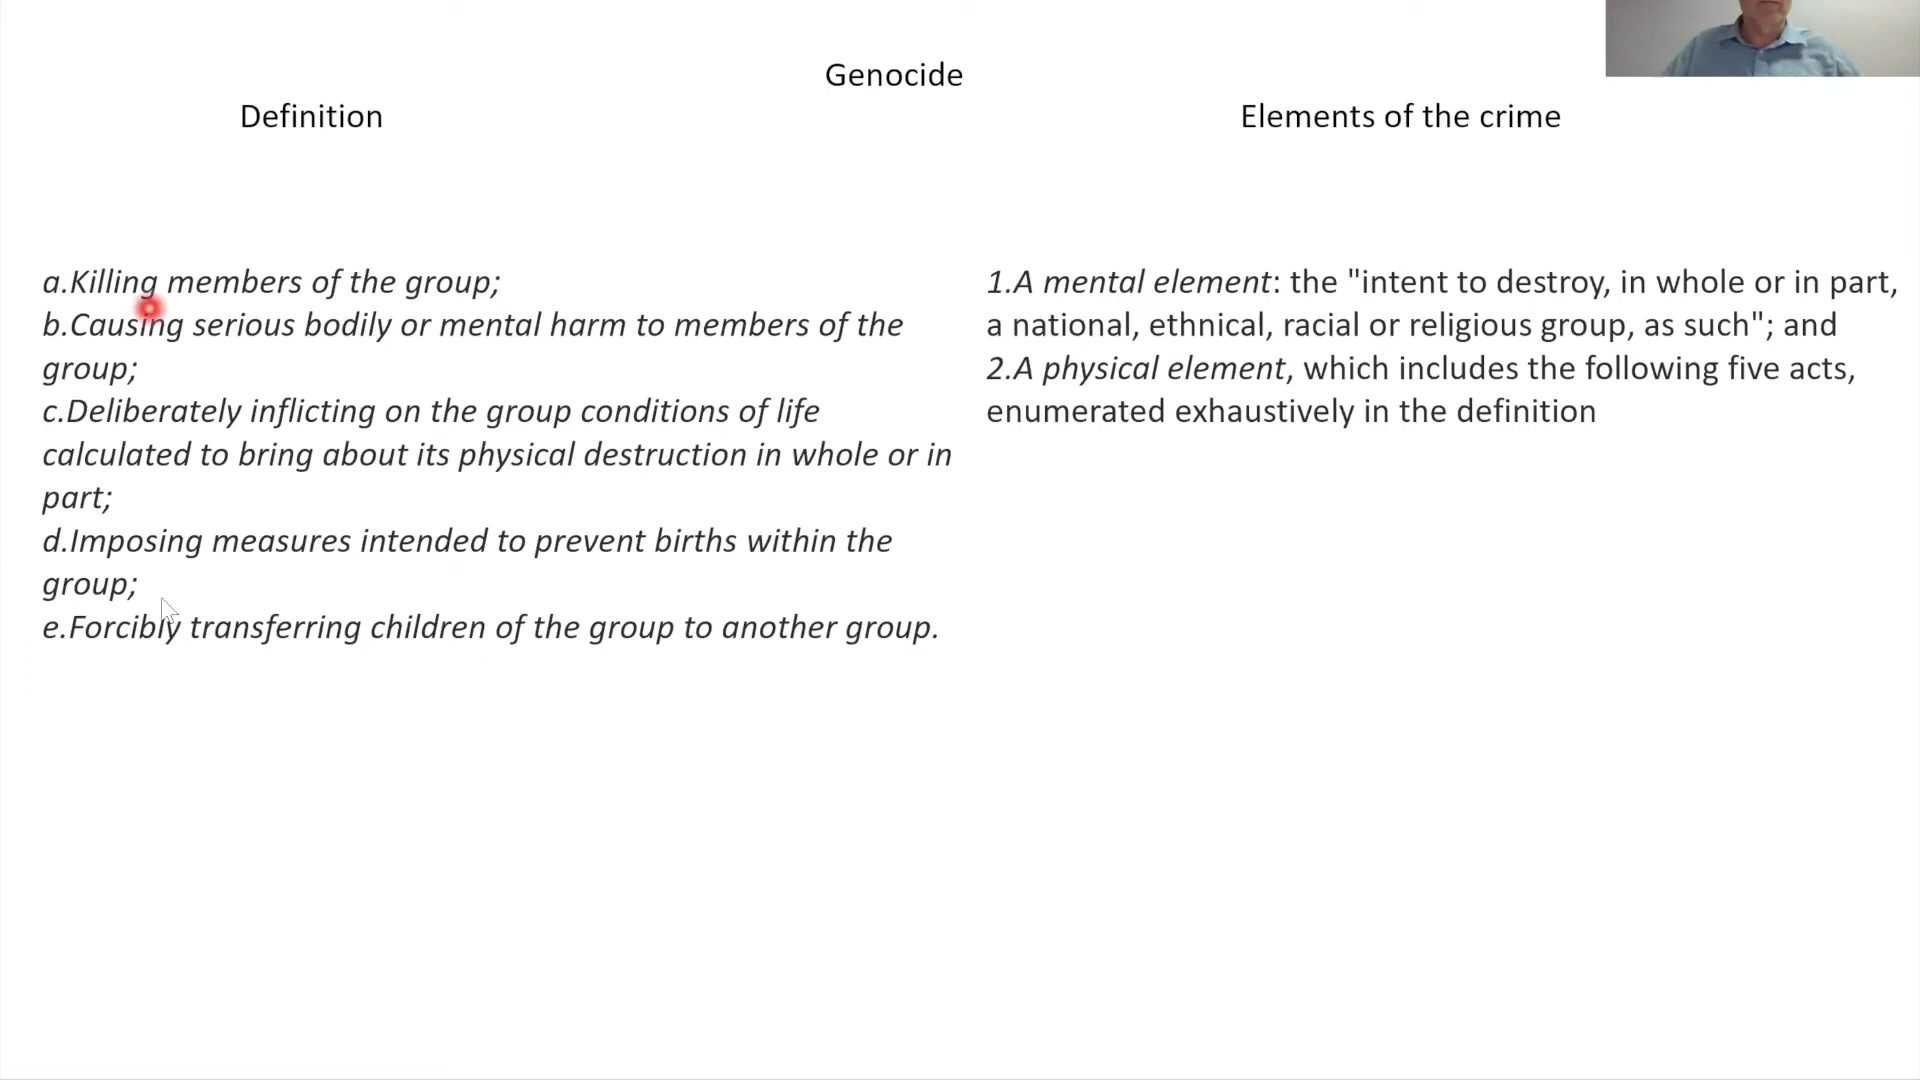 Genocide
Definition
Elements of the crime
a.Killing members of the group;
b.Causing serious bodily or mental harm to members of the
group;
c.Deliberately inflicting on the group conditions of life
calculated to bring about its physical destruction in whole or in
part;
d.Imposing measures intended to prevent births within the
group;
e.Forcibly transferring children of the group to another group.
1.A mental element: the "intent to destroy, in whole or in part,
a national, ethnical, racial or religious group, as such"; and
2.A physical element, which includes the following five acts,
enumerated exhaustively in the definition